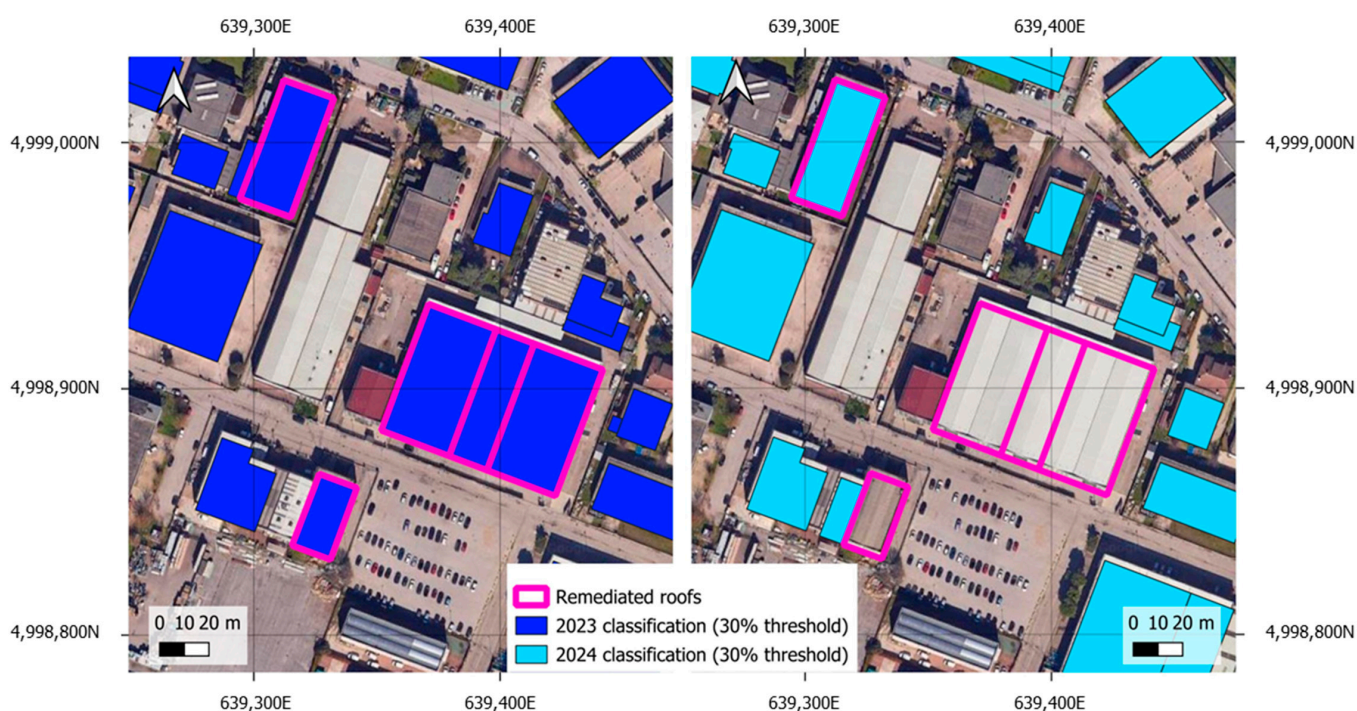 639,300E 639,400E 639,300E 639,400E
4,999,000N 4,999,000N
4,998,900N 4,998,900N
Remediated roofs
0 10 20 m 2023 classification (30% threshold) 0 10 20 m
4,998,800N 4,998,800N
2024 classification (30% threshold)
639,300E 639,400E 639,300E 639,400E